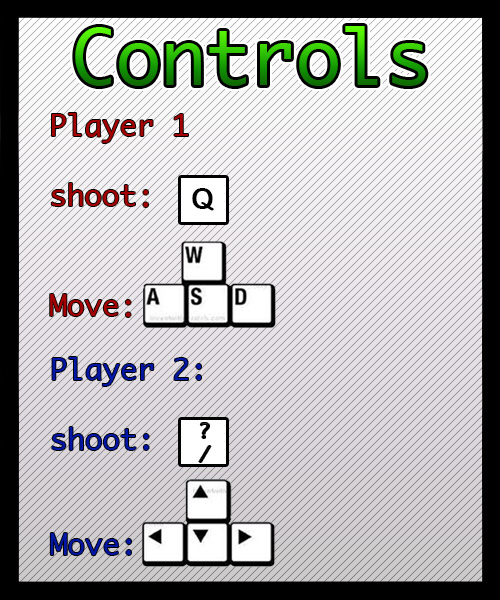 Controls
Player 1
shoot: Q
W
Move: A S D
Player 2:
shoot: ?
/
Move: